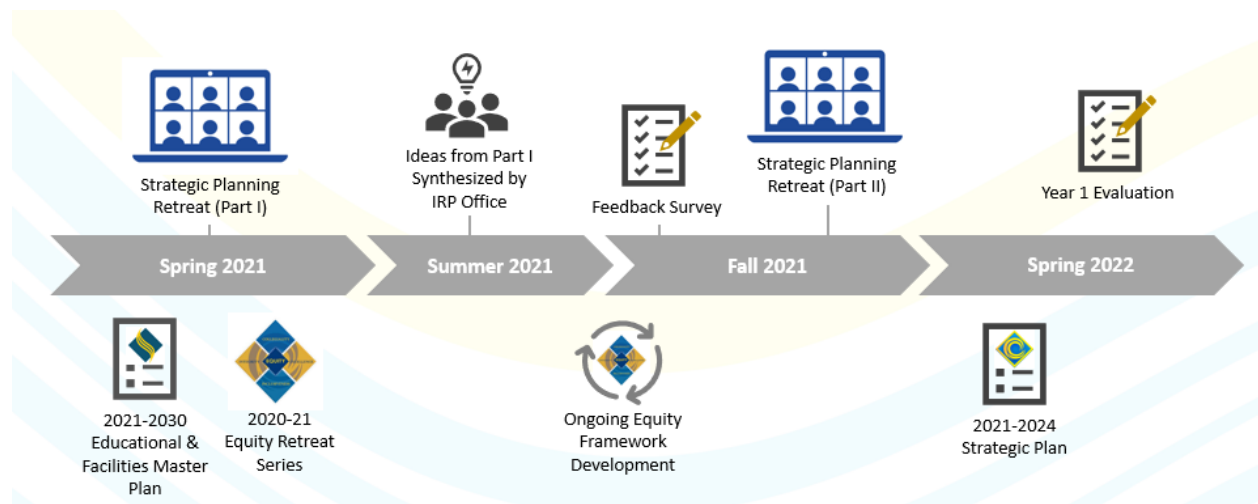 Strategic Planning
Retreat (Part I)
Ideas from Part I
Synthesized by
IRP Office
Feedback Survey
Strategic Planning
Retreat (Part II)
Year 1 Evaluation
Spring 2021
Summer 2021
Fall 2021
Spring 2022
2021-2030
Educational &
Facilities Master
Plan
EQUITY
2020-21
Equity Retreat
Series
Ongoing Equity
Framework
Development
2021-2024
Strategic Plan